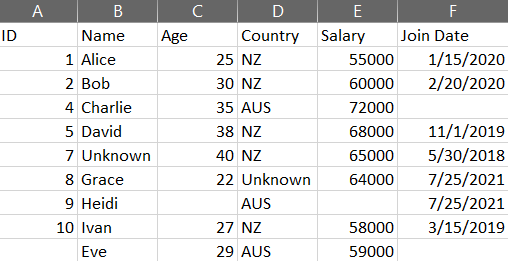 A B C D E F
ID Name Age Country Salary Join Date
1 Alice 25 NZ 55000 1/15/2020
2 Bob 30 NZ 60000 2/20/2020
4 Charlie 35 AUS 72000
5 David 38 NZ 68000 11/1/2019
7 Unknown 40 NZ 65000 5/30/2018
8 Grace 22 Unknown 64000 7/25/2021
9 Heidi AUS 7/25/2021
10 Ivan 27 NZ 58000 3/15/2019
Eve 29 AUS 59000